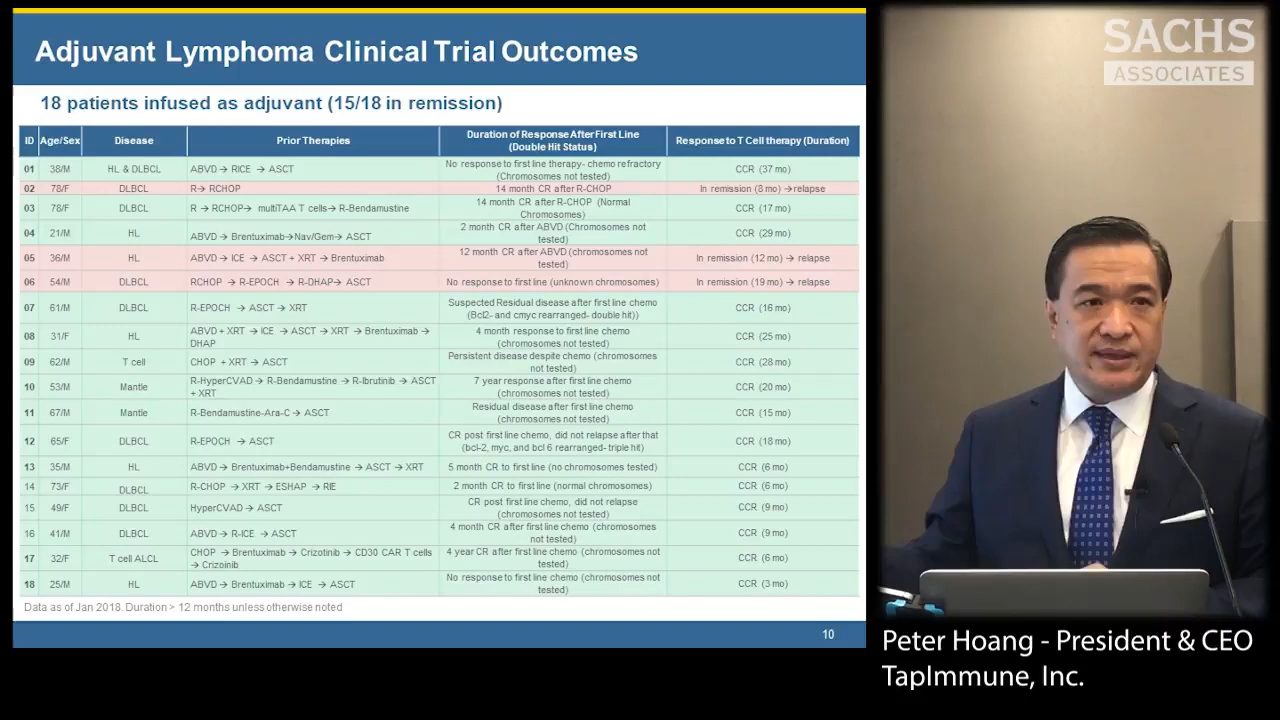 Adjuvant Lymphoma Clinical Trial Outcomes
18 patients infused as adjuvant (15/18 in remission)
ID Age/Sex Disease Prior Therapies Duration of Response After First Line (Double Hit Status) Response to T Cell therapy (Duration)
01 38/M HL & DLBCL ABVD → RICE → ASCT No response to first line therapy- chemo refractory (Chromosomes not tested) CCR (37 mo)
02 78/F DLBCL R→ RCHOP 14 month CR after R-CHOP In remission (8 mo) → relapse
03 78/F DLBCL R → RCHOP→ multiTAA T cells→ R-Bendamustine 14 month CR after R-CHOP (Normal Chromosomes) CCR (17 mo)
04 21/M HL ABVD → Brentuximab→Nav/Gem→ ASCT 2 month CR after ABVD (Chromosomes not tested) CCR (29 mo)
05 36/M HL ABVD → ICE → ASCT + XRT → Brentuximab 12 month CR after ABVD (chromosomes not tested) In remission (12 mo) → relapse
06 54/M DLBCL RCHOP → R-EPOCH → R-DHAP→ ASCT No response to first line (unknown chromosomes) In remission (19 mo) → relapse
07 61/M DLBCL R-EPOCH → ASCT → XRT Suspected Residual disease after first line chemo (Bcl2- and cmyc rearranged- double hit)) CCR (16 mo)
08 31/F HL ABVD + XRT → ICE → ASCT → XRT → Brentuximab → DHAP 4 month response to first line chemo (chromosomes not tested) CCR (25 mo)
09 62/M T cell CHOP + XRT → ASCT Persistent disease despite chemo (chromosomes not tested) CCR (28 mo)
10 53/M Mantle R-HyperCVAD → R-Bendamustine → R-Ibrutinib → ASCT + XRT 7 year response after first line chemo (chromosomes not tested) CCR (20 mo)
11 67/M Mantle R-Bendamustine-Ara-C → ASCT Residual disease after first line chemo (chromosomes not tested) CCR (15 mo)
12 65/F DLBCL R-EPOCH → ASCT CR post first line chemo, did not relapse after that (bcl-2, myc, and bcl 6 rearranged- triple hit) CCR (18 mo)
13 35/M HL ABVD → Brentuximab+Bendamustine → ASCT → XRT 5 month CR to first line (no chromosomes tested) CCR (6 mo)
14 73/F DLBCL R-CHOP → XRT → ESHAP → RIE 2 month CR to first line (normal chromosomes) CCR (6 mo)
15 49/F DLBCL HyperCVAD → ASCT CR post first line chemo, did not relapse (chromosomes not tested) CCR (9 mo)
16 41/M DLBCL ABVD → R-ICE → ASCT 4 month CR after first line chemo (chromosomes not tested) CCR (9 mo)
17 32/F T cell ALCL CHOP → Brentuximab → Crizotinib → CD30 CAR T cells → Crizoinib 4 year CR after first line chemo (chromosomes not tested) CCR (6 mo)
18 25/M HL ABVD → Brentuximab → ICE → ASCT No response to first line chemo (chromosomes not tested) CCR (3 mo)
Data as of Jan 2018. Duration > 12 months unless otherwise noted
10
SACHS
ASSOCIATES
Peter Hoang - President & CEO
TapImmune, Inc.